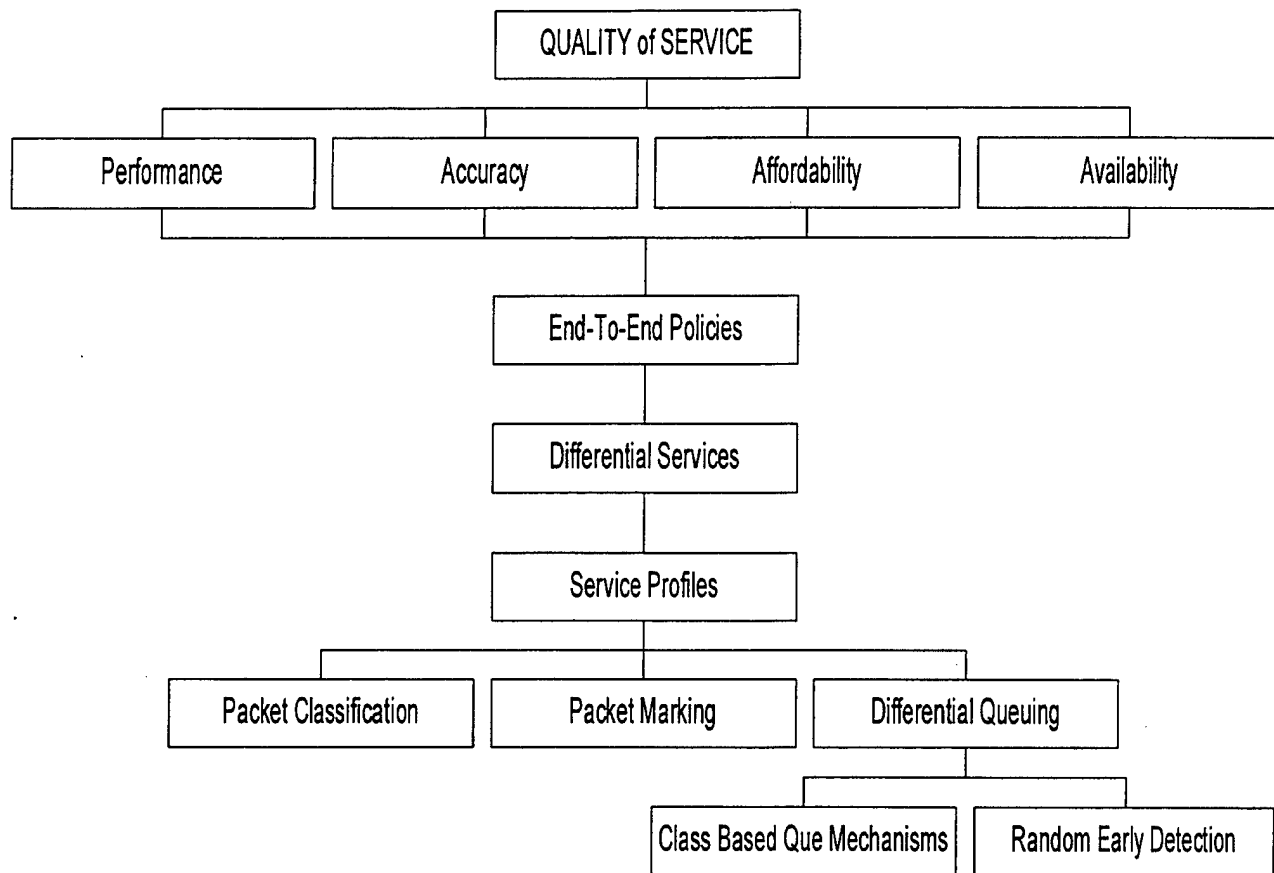 QUALITY of SERVICE
Performance
Accuracy
Affordability
Availability
End-To-End Policies
Differential Services
Service Profiles
Packet Classification
Packet Marking
Differential Queuing
Class Based Que Mechanisms
Random Early Detection